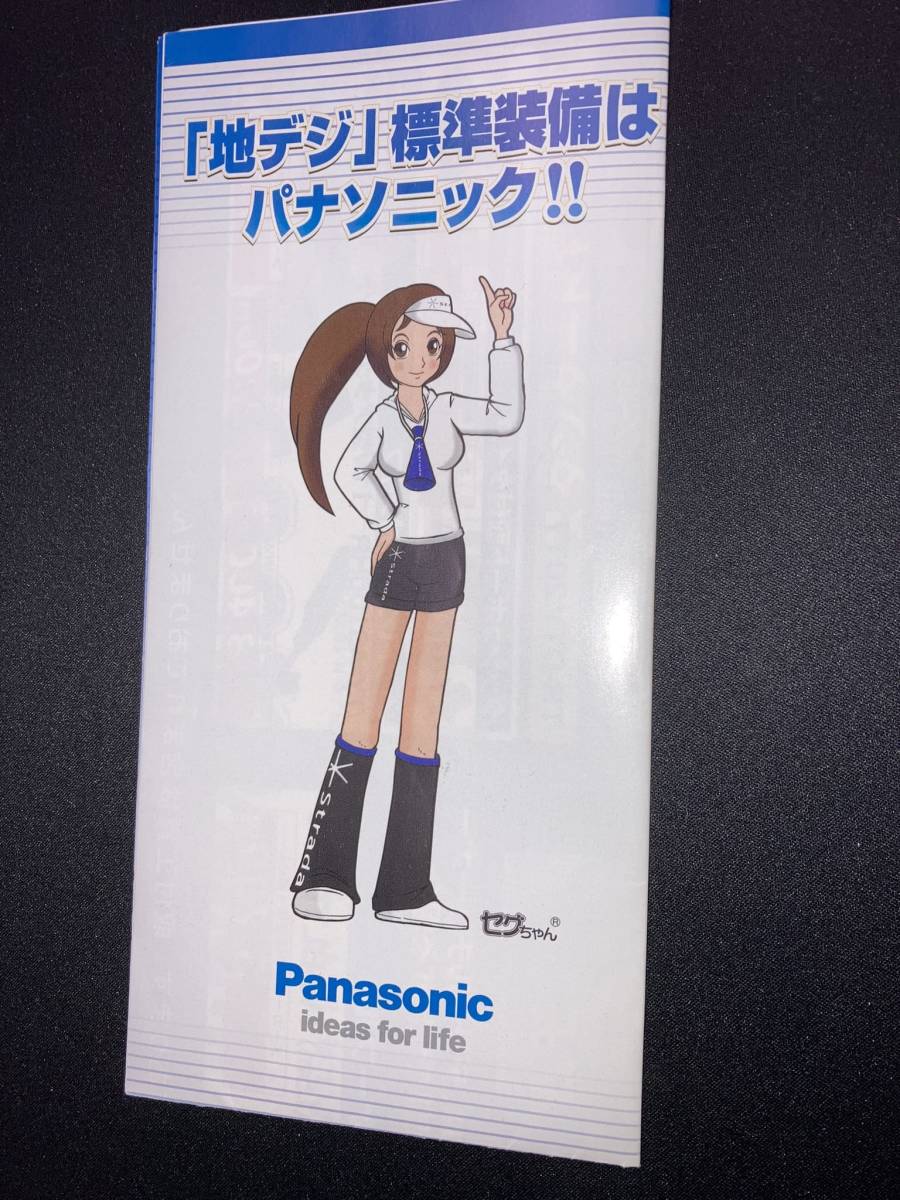 「地デジ」標準装備は
パナソニック!!
Strada
Strada
Strada
セグちゃん®
Panasonic
ideas for life